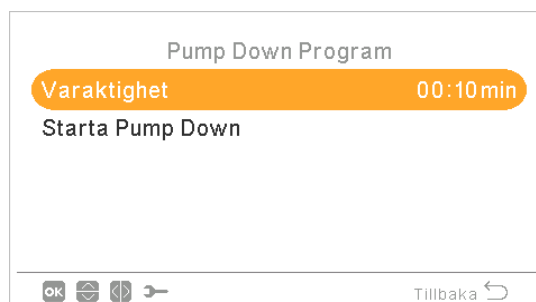 Pump Down Program
Varaktighet 00:10min
Starta Pump Down
OK Tillbaka